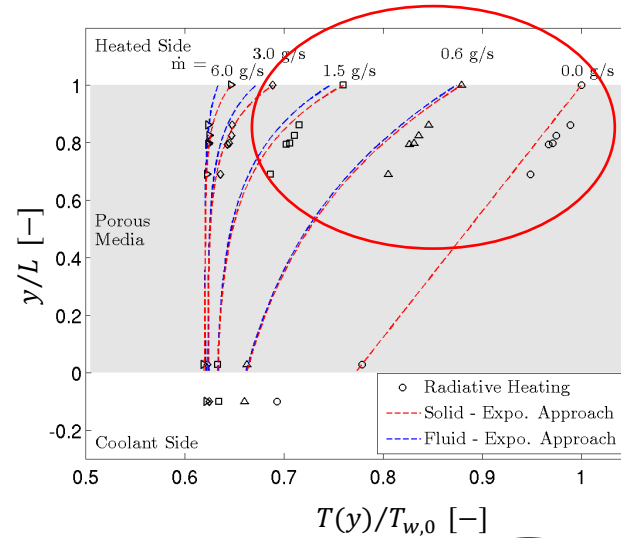 Heated Side
ṁ =
6.0 g/s
3.0 g/s
1.5 g/s
0.6 g/s
0.0 g/s
1
0.8
0.6
0.4
0.2
0
-0.2
y/L [−]
Porous
Media
Radiative Heating
Solid - Expo. Approach
Fluid - Expo. Approach
Coolant Side
0.5 0.6 0.7 0.8 0.9 1
T(y)/T_{w,0} [−]